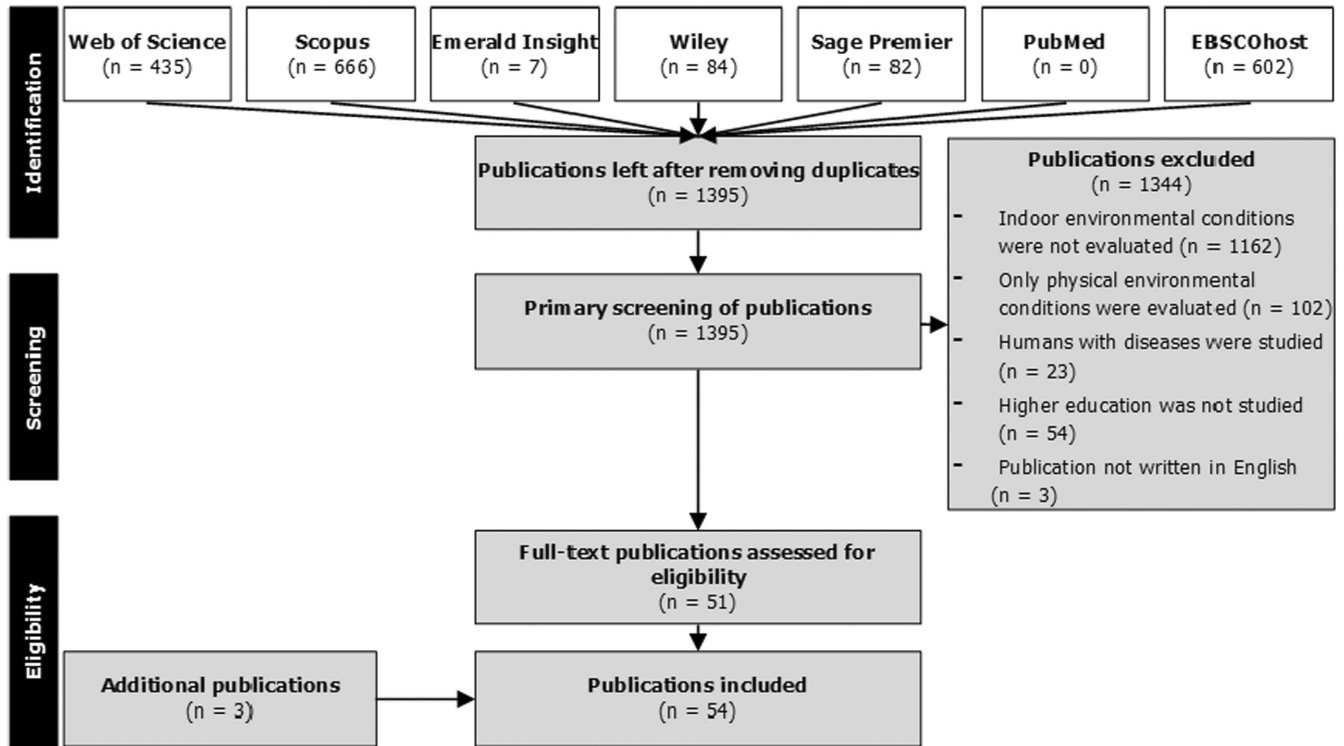 Identification
Web of Science
(n = 435)
Scopus
(n = 666)
Emerald Insight
(n = 7)
Wiley
(n = 84)
Sage Premier
(n = 82)
PubMed
(n = 0)
EBSCOhost
(n = 602)
Publications left after removing duplicates
(n = 1395)
Publications excluded
(n = 1344)
- Indoor environmental conditions
were not evaluated (n = 1162)
- Only physical environmental
conditions were evaluated (n = 102)
- Humans with diseases were studied
(n = 23)
- Higher education was not studied
(n = 54)
- Publication not written in English
(n = 3)
Screening
Primary screening of publications
(n = 1395)
Eligibility
Full-text publications assessed for
eligibility
(n = 51)
Additional publications
(n = 3)
Publications included
(n = 54)